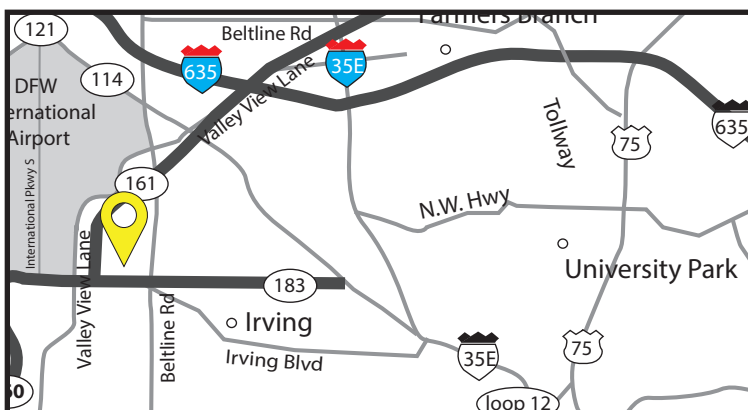 Beltline Rd
Farmers Branch
121
635
35E
114
DFW
ernational
Airport
Valley View Lane
Tollway
635
75
International Pkwy S
161
N.W. Hwy
Valley View Lane
University Park
183
Beltline Rd
Irving
Irving Blvd
35E
75
60
loop 12